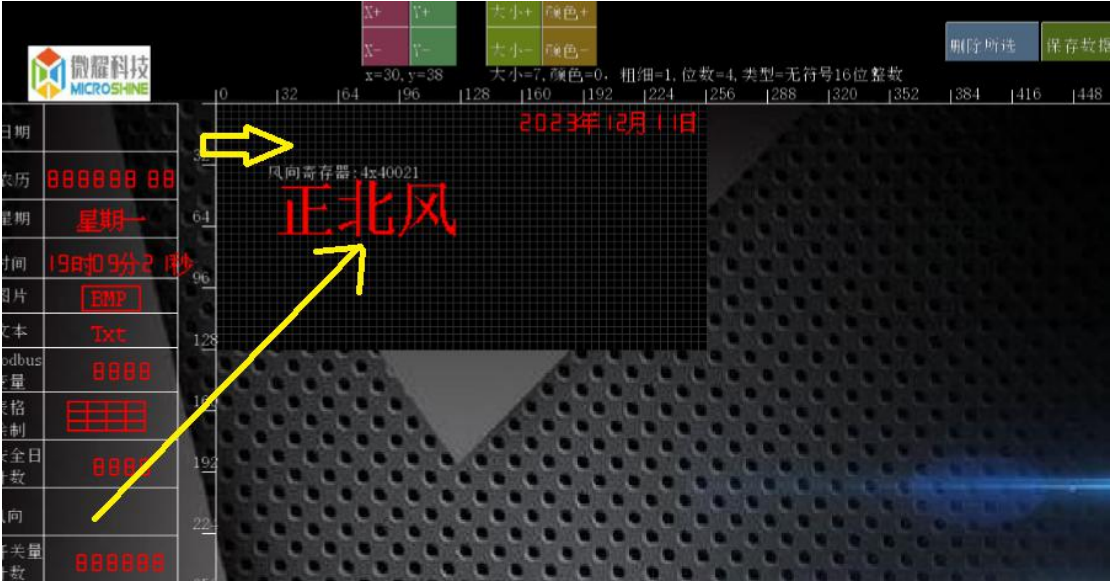 X+ Y+ 大小+ 颜色+
X- Y- 大小- 颜色-
删除所选 保存数据
x=30,y=38 大小=7,颜色=0，粗细=1,位数=4,类型=无符号16位整数
微耀科技
MICROSHINE
0 32 64 96 128 160 192 224 256 288 320 352 384 416 448
日期
2023年12月11日
32
风向寄存器:4x40021
农历 888888 88
正北风
星期 星期一
64
时间 19时09分21秒
96
图片 BMP
文本 Txt
128
odbus
变量 8888
160
表格
绘制
安全日
计数 8888
192
向
开关量
计数 888888